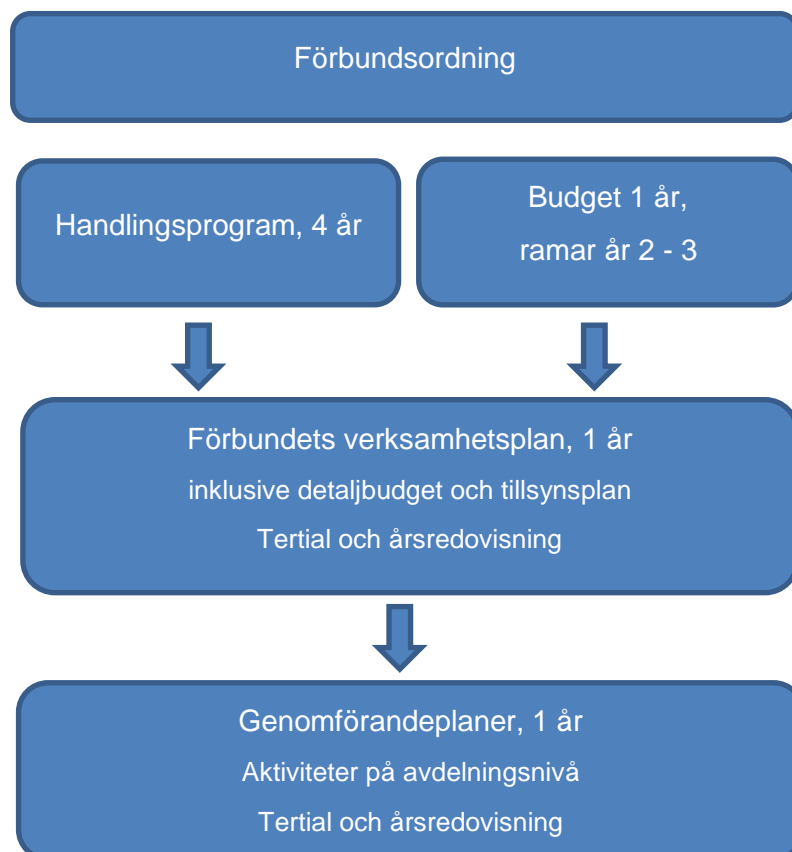 Förbundsordning
Handlingsprogram, 4 år
Budget 1 år,
ramar år 2 - 3
Förbundets verksamhetsplan, 1 år
inklusive detaljbudget och tillsynsplan
Tertial och årsredovisning
Genomförandeplaner, 1 år
Aktiviteter på avdelningsnivå
Tertial och årsredovisning